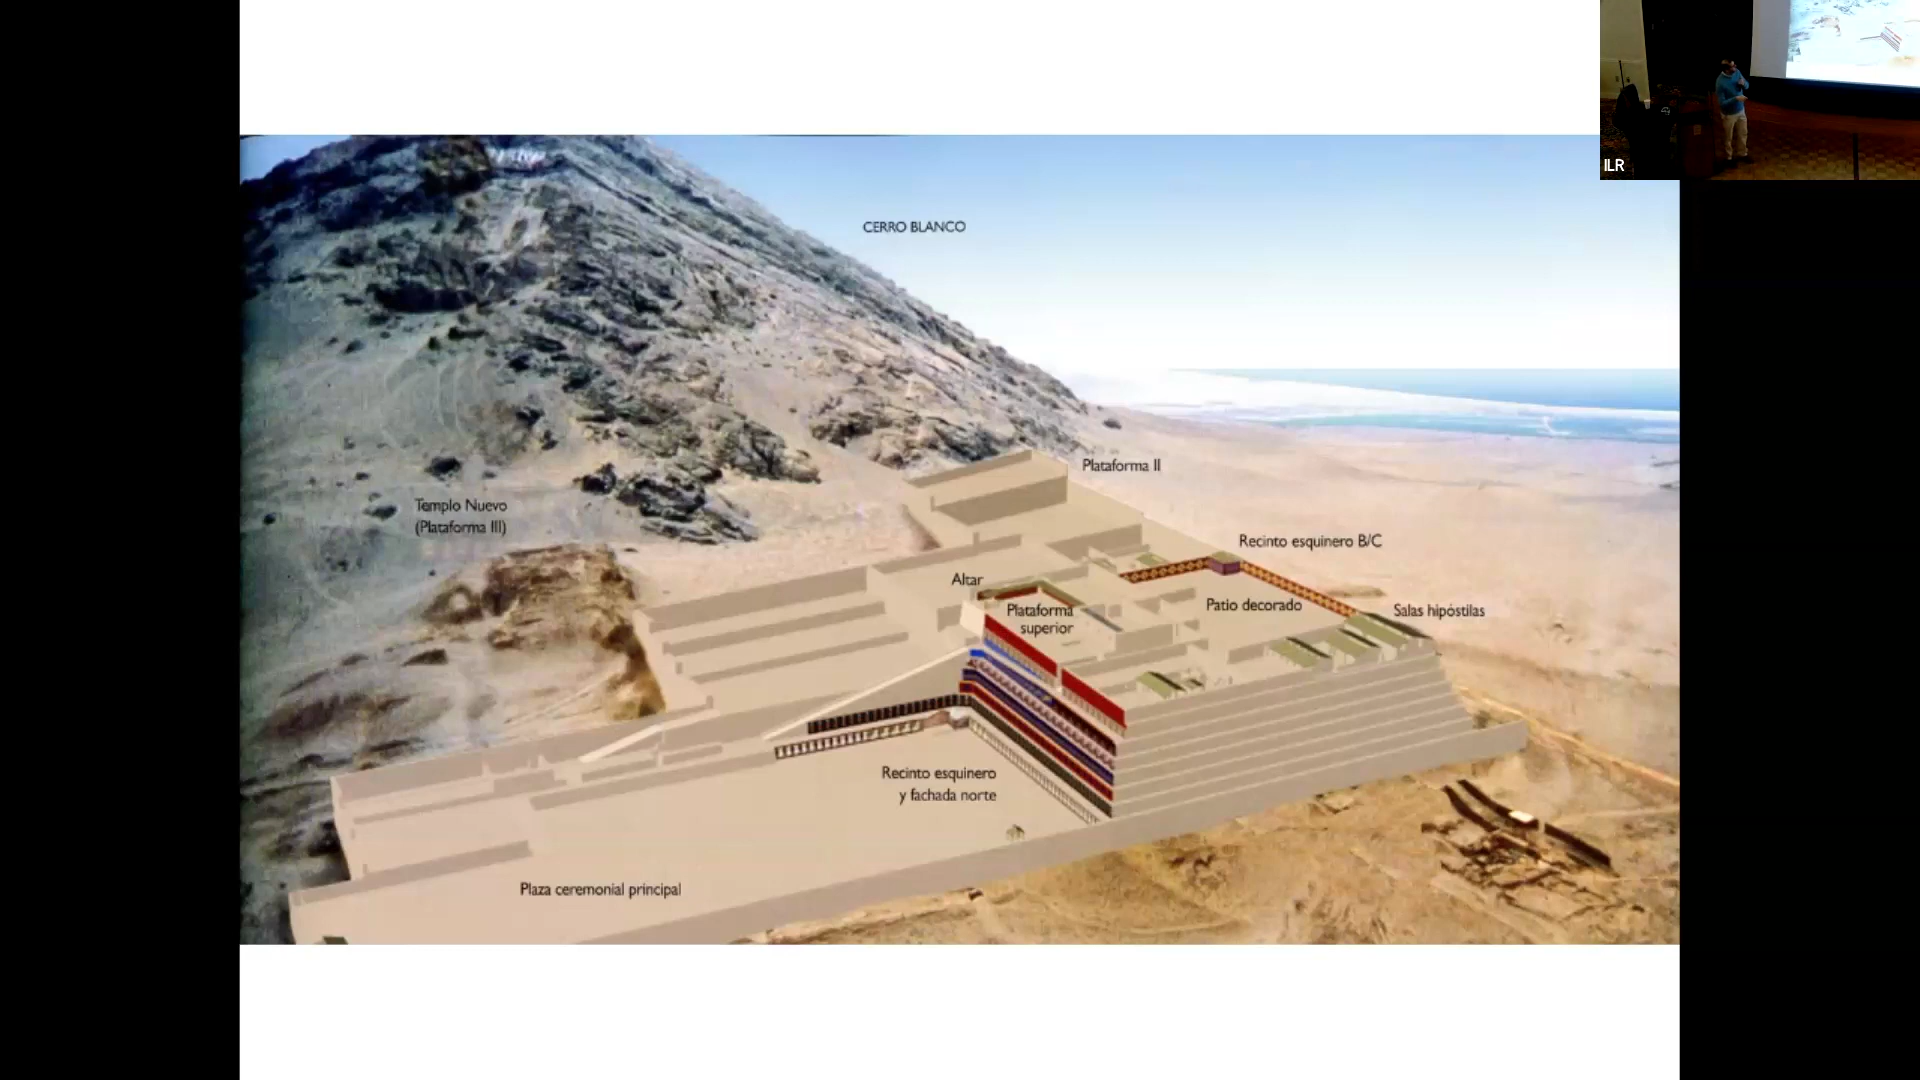 ILR
CERRO BLANCO
Plataforma II
Templo Nuevo
(Plataforma III)
Recinto esquinero B/C
Altar
Plataforma
superior
Patio decorado
Salas hipóstilas
Recinto esquinero
y fachada norte
Plaza ceremonial principal